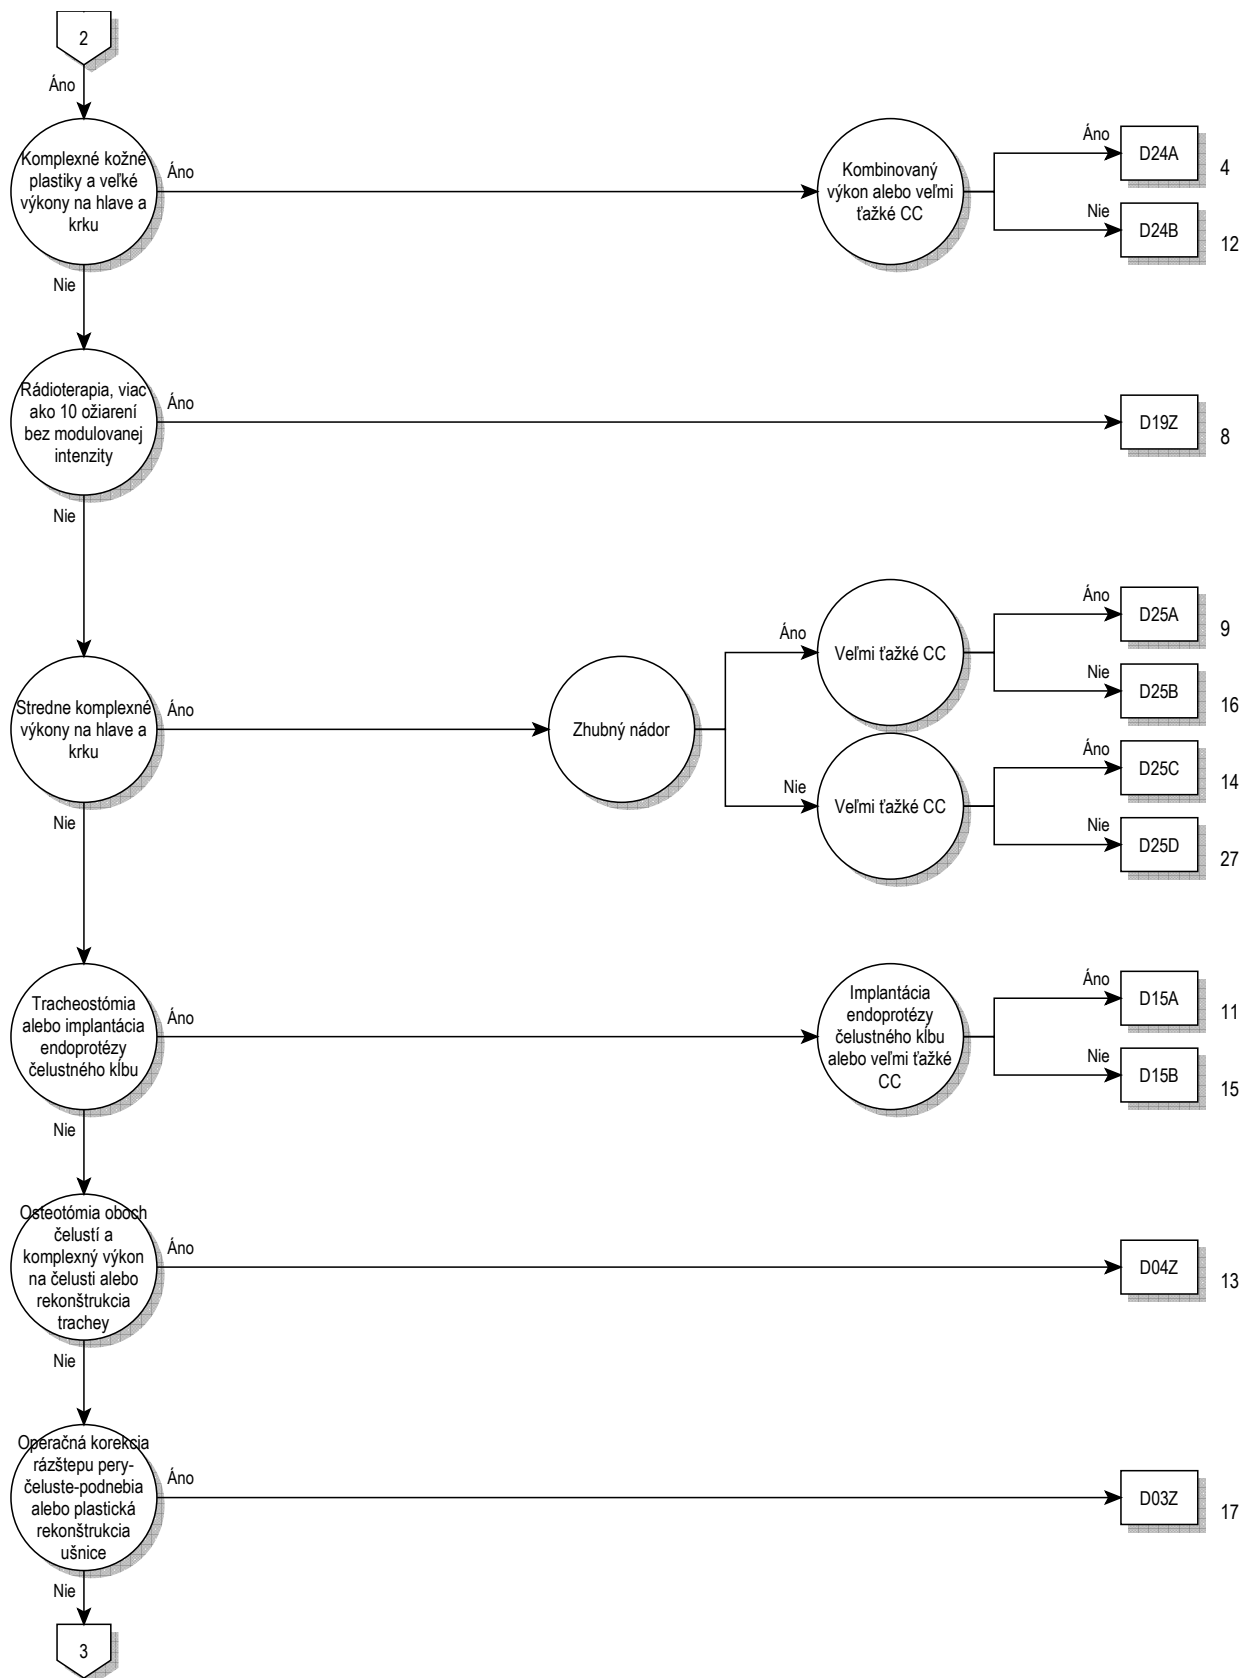 2
Áno
Komplexné kožné
plastiky a veľké
výkony na hlave a
krku
Áno
Kombinovaný
výkon alebo veľmi
ťažké CC
Áno
D24A
4
Nie
D24B
12
Nie
Rádioterapia, viac
ako 10 ožiarení
bez modulovanej
intenzity
Áno
D19Z
8
Nie
Stredne komplexné
výkony na hlave a
krku
Áno
Zhubný nádor
Áno
Veľmi ťažké CC
Áno
D25A
9
Nie
D25B
16
Nie
Veľmi ťažké CC
Áno
D25C
14
Nie
D25D
27
Nie
Tracheostómia
alebo implantácia
endoprotézy
čelustného kĺbu
Áno
Implantácia
endoprotézy
čelustného kĺbu
alebo veľmi ťažké
CC
Áno
D15A
11
Nie
D15B
15
Nie
Osteotómia oboch
čelustí a
komplexný výkon
na čelusti alebo
rekonštrukcia
trachey
Áno
D04Z
13
Nie
Operačná korekcia
rázštepu pery-
čeluste-podnebia
alebo plastická
rekonštrukcia
ušnice
Áno
D03Z
17
Nie
3